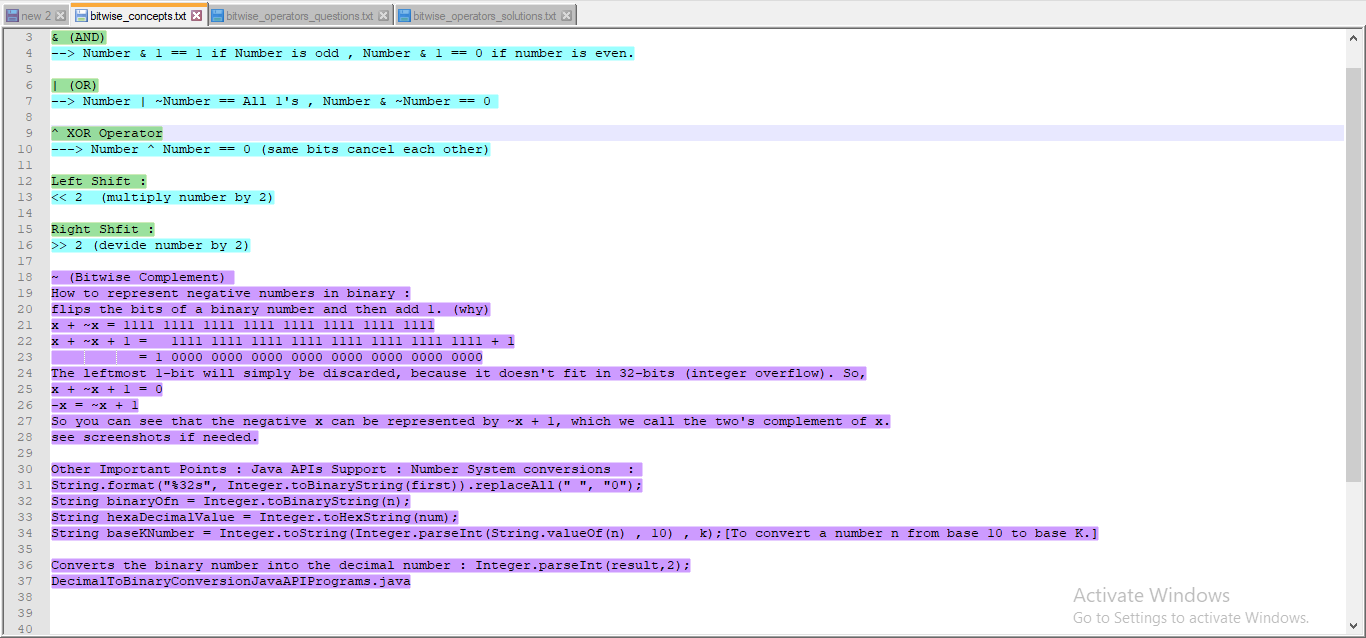 new 2
bitwise_concepts.txt
bitwise_operators_questions.txt
bitwise_operators_solutions.txt
3 & (AND)
4 --> Number & 1 == 1 if Number is odd , Number & 1 == 0 if number is even.
5
6 | (OR)
7 --> Number | ~Number == All 1's , Number & ~Number == 0
8
9 ^ XOR Operator
10 ---> Number ^ Number == 0 (same bits cancel each other)
11
12 Left Shift :
13 << 2  (multiply number by 2)
14
15 Right Shfit :
16 >> 2 (devide number by 2)
17
18 ~ (Bitwise Complement)
19 How to represent negative numbers in binary :
20 flips the bits of a binary number and then add 1. (why)
21 x + ~x = 1111 1111 1111 1111 1111 1111 1111 1111
22 x + ~x + 1 =   1111 1111 1111 1111 1111 1111 1111 1111 + 1
23            = 1 0000 0000 0000 0000 0000 0000 0000 0000
24 The leftmost 1-bit will simply be discarded, because it doesn't fit in 32-bits (integer overflow). So,
25 x + ~x + 1 = 0
26 -x = ~x + 1
27 So you can see that the negative x can be represented by ~x + 1, which we call the two's complement of x.
28 see screenshots if needed.
29
30 Other Important Points : Java APIs Support : Number System conversions  :
31 String.format("%32s", Integer.toBinaryString(first)).replaceAll(" ", "0");
32 String binaryOfn = Integer.toBinaryString(n);
33 String hexaDecimalValue = Integer.toHexString(num);
34 String baseKNumber = Integer.toString(Integer.parseInt(String.valueOf(n) , 10) , k);[To convert a number n from base 10 to base K.]
35
36 Converts the binary number into the decimal number : Integer.parseInt(result,2);
37 DecimalToBinaryConversionJavaAPIPrograms.java
38
39
40
Activate Windows
Go to Settings to activate Windows.